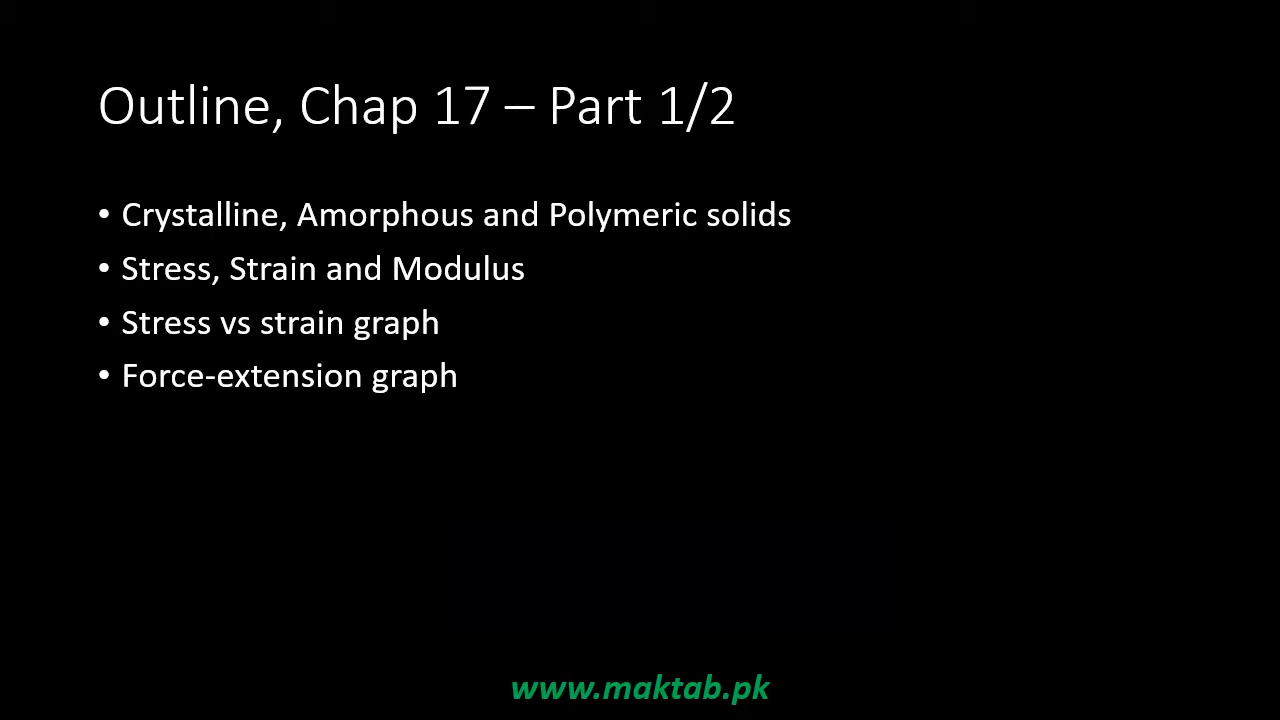 Outline, Chap 17 – Part 1/2
• Crystalline, Amorphous and Polymeric solids
• Stress, Strain and Modulus
• Stress vs strain graph
• Force-extension graph
www.maktab.pk